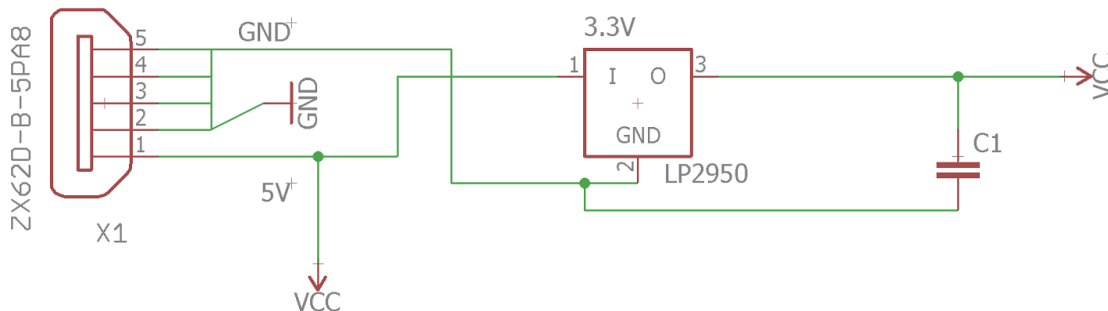 ZX62D-B-5PA8
5
4
3
2
1
GND
GND
5V
X1
VCC
3.3V
1
I
O
3
GND
2
LP2950
VCC
C1